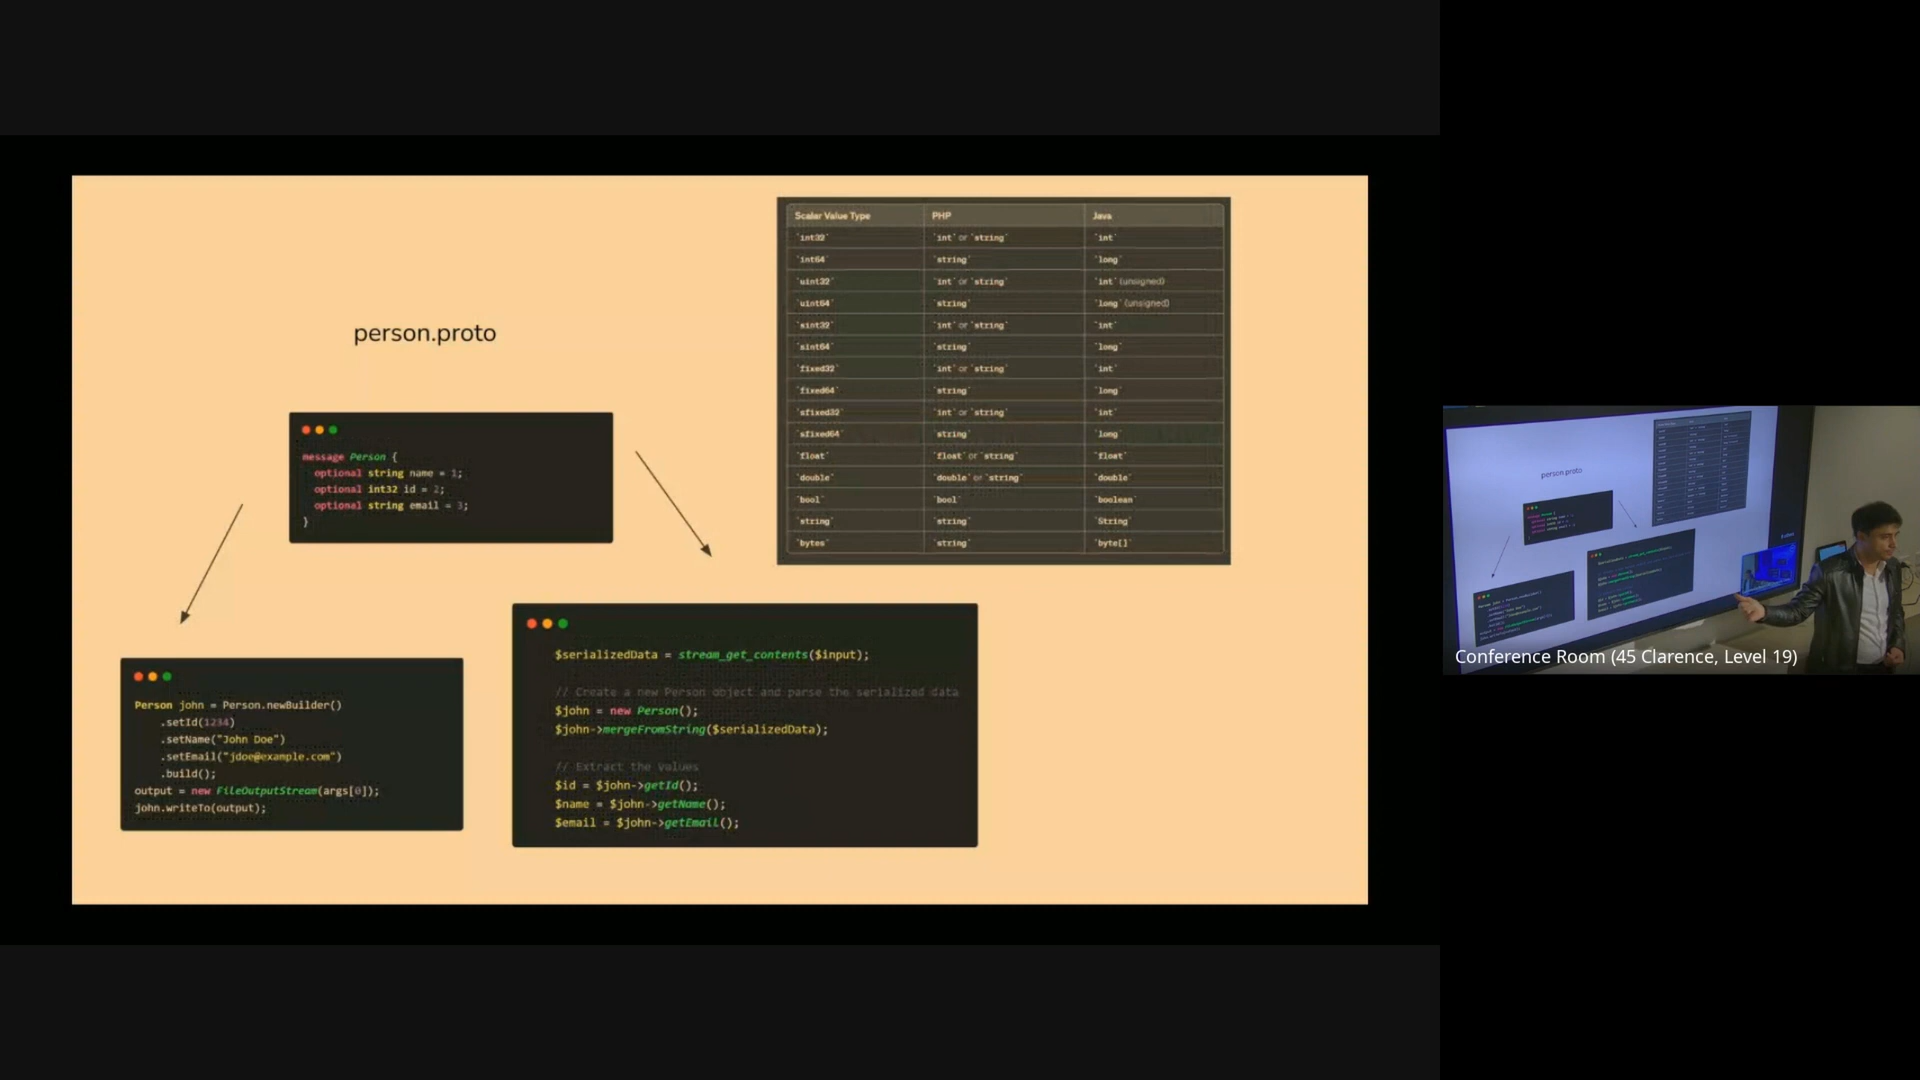 person.proto
message Person {
optional string name = 1;
optional int32 id = 2;
optional string email = 3;
}
Scalar Value Type PHP Java
`int32` `int` or `string` `int`
`int64` `string` `long`
`uint32` `int` or `string` `int` (unsigned)
`uint64` `string` `long` (unsigned)
`sint32` `int` or `string` `int`
`sint64` `string` `long`
`fixed32` `int` or `string` `int`
`fixed64` `string` `long`
`sfixed32` `int` or `string` `int`
`sfixed64` `string` `long`
`float` `float` or `string` `float`
`double` `double` or `string` `double`
`bool` `bool` `boolean`
`string` `string` `String`
`bytes` `string` `byte[]`
Person john = Person.newBuilder()
.setId(1234)
.setName("John Doe")
.setEmail("jdoe@example.com")
.build();
output = new FileOutputStream(args[0]);
john.writeTo(output);
$serializedData = stream_get_contents($input);
// Create a new Person object and parse the serialized data
$john = new Person();
$john->mergeFromString($serializedData);
// Extract the values
$id = $john->getId();
$name = $john->getName();
$email = $john->getEmail();
person.proto
Conference Room (45 Clarence, Level 19)